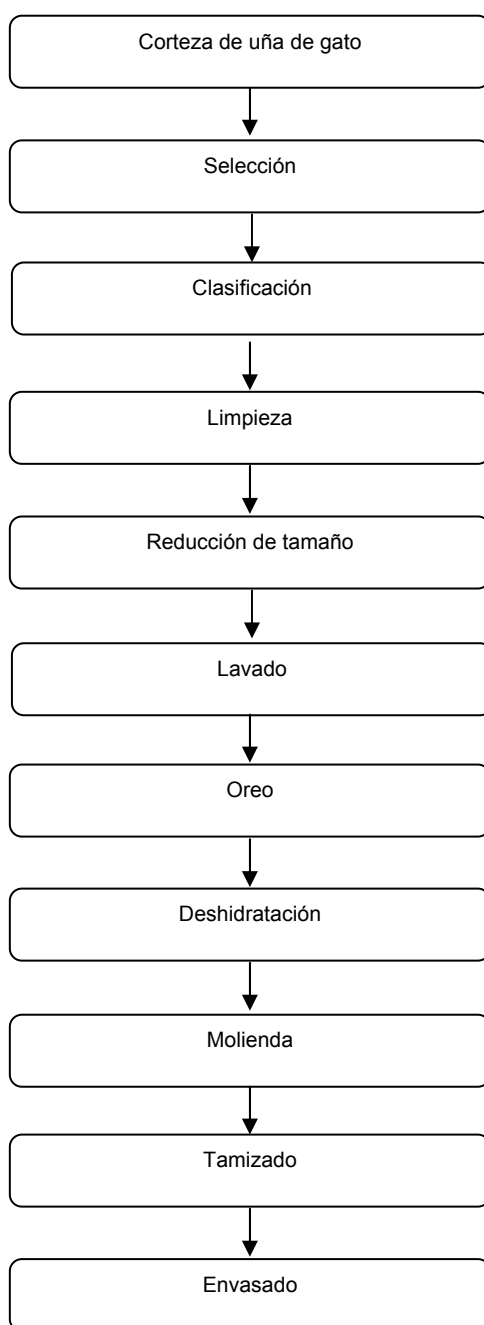 Corteza de uña de gato
Selección
Clasificación
Limpieza
Reducción de tamaño
Lavado
Oreo
Deshidratación
Molienda
Tamizado
Envasado